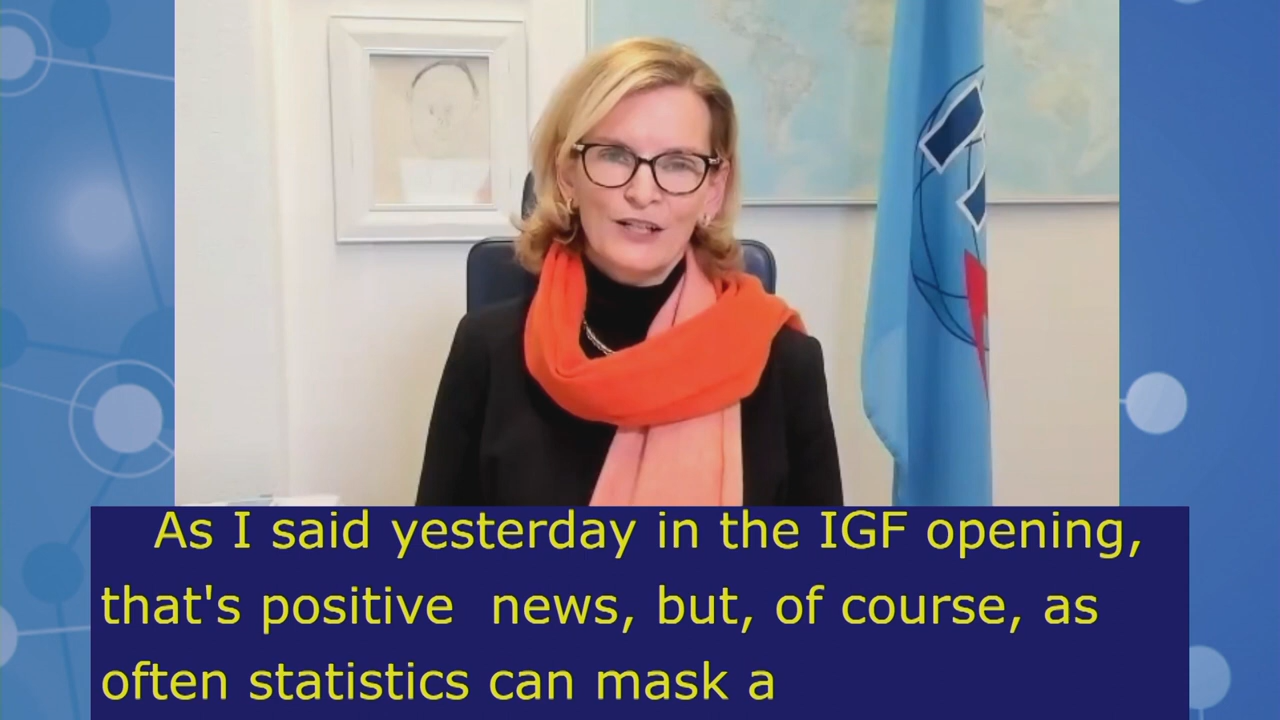 As I said yesterday in the IGF opening,
that's positive  news, but, of course, as
often statistics can mask a